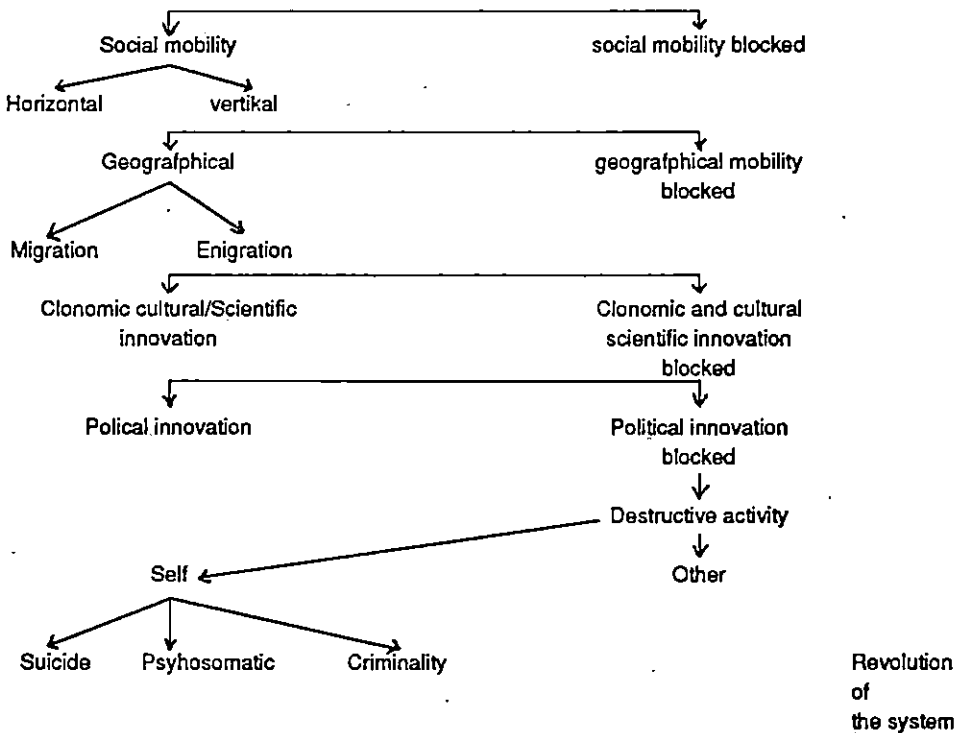 Social mobility
social mobility blocked
Horizontal
vertikal
Geografphical
geografphical mobility
blocked
Migration
Enigration
Clonomic cultural/Scientific
innovation
Clonomic and cultural
scientific innovation
blocked
Polical innovation
Political innovation
blocked
Destructive activity
Self
Other
Suicide
Psyhosomatic
Criminality
Revolution
of
the system